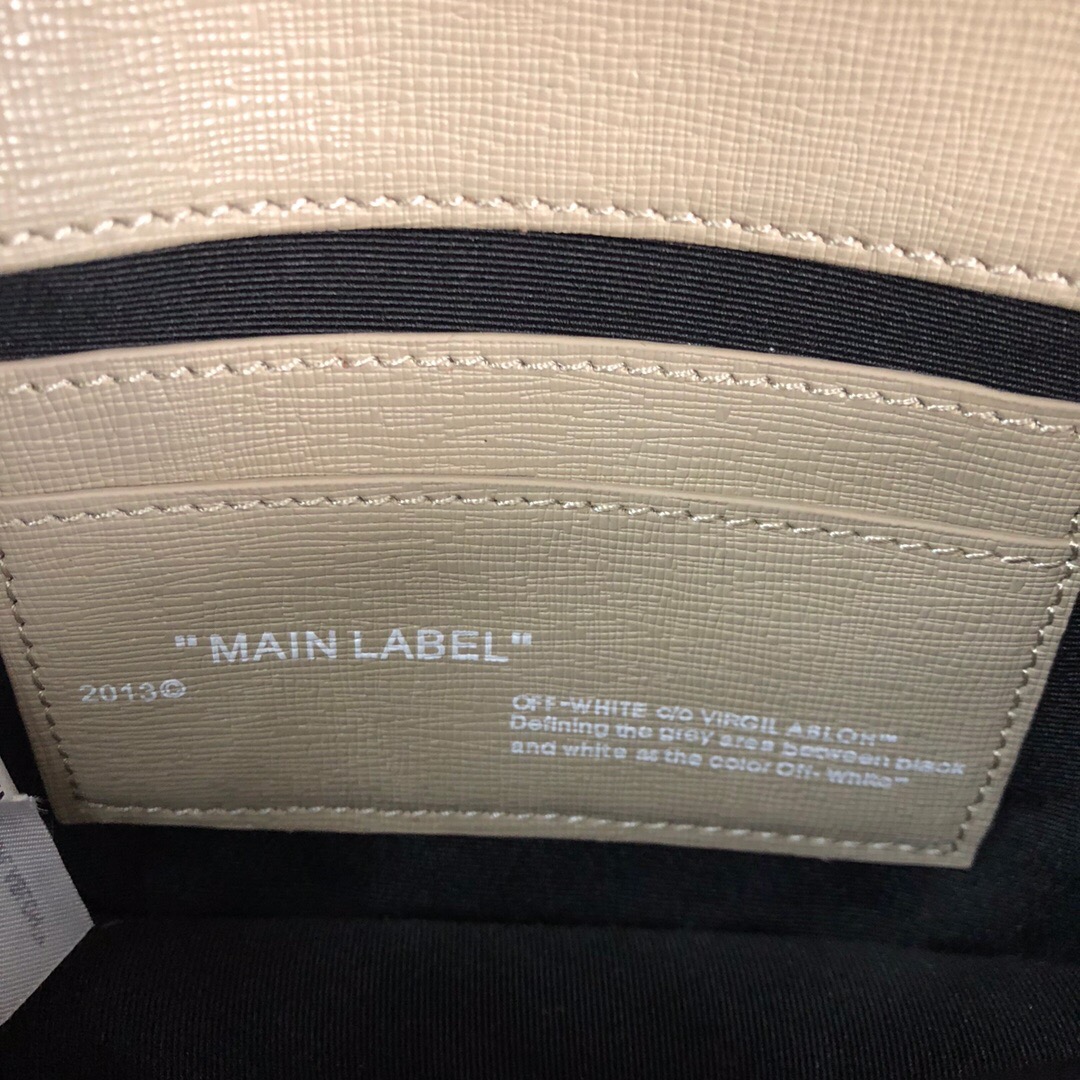 "MAIN LABEL"
2013©
OFF-WHITE c/o VIRGIL ABLOH™
Defining the grey area between black
and white as the color Off-White™